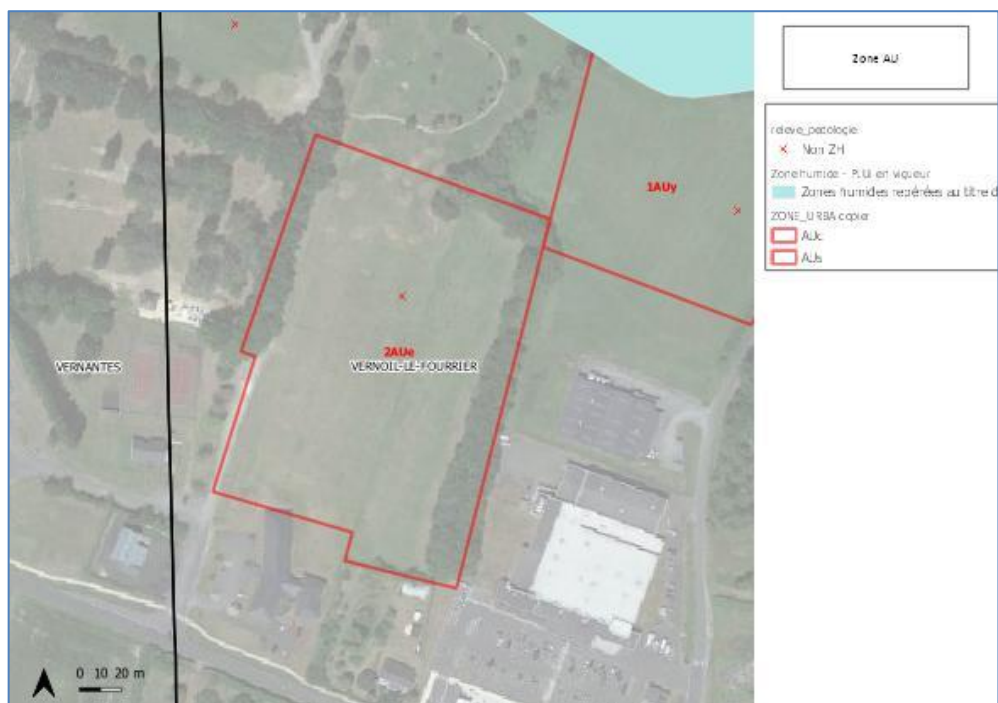 Zone AU
releve_pedologie
Non ZH
Zone humide - PLUi en vigueur
Zones humides repérées au titre d
ZONE_URBA copier
AUc
AUs
1AUy
2AUe
VERNOIL-LE-FOURRIER
VERNANTES
0 10 20 m